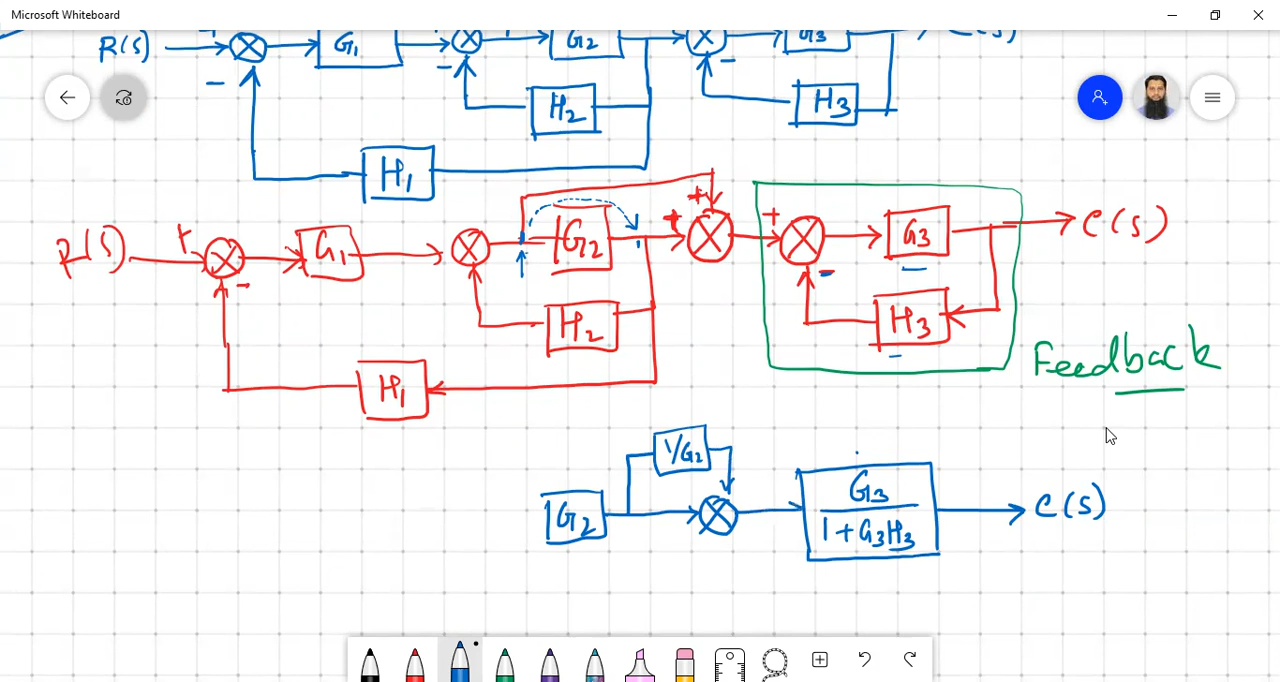 Microsoft Whiteboard
R(S) + G1 + G2 + G3 C(S)
- - -
H2 H3
H1
+ +
R(S) + G1 G2 + + G3 C(S)
- -
H2 H3
Feedback
H1
1/G2
G2 G3 C(S)
1+G3H3